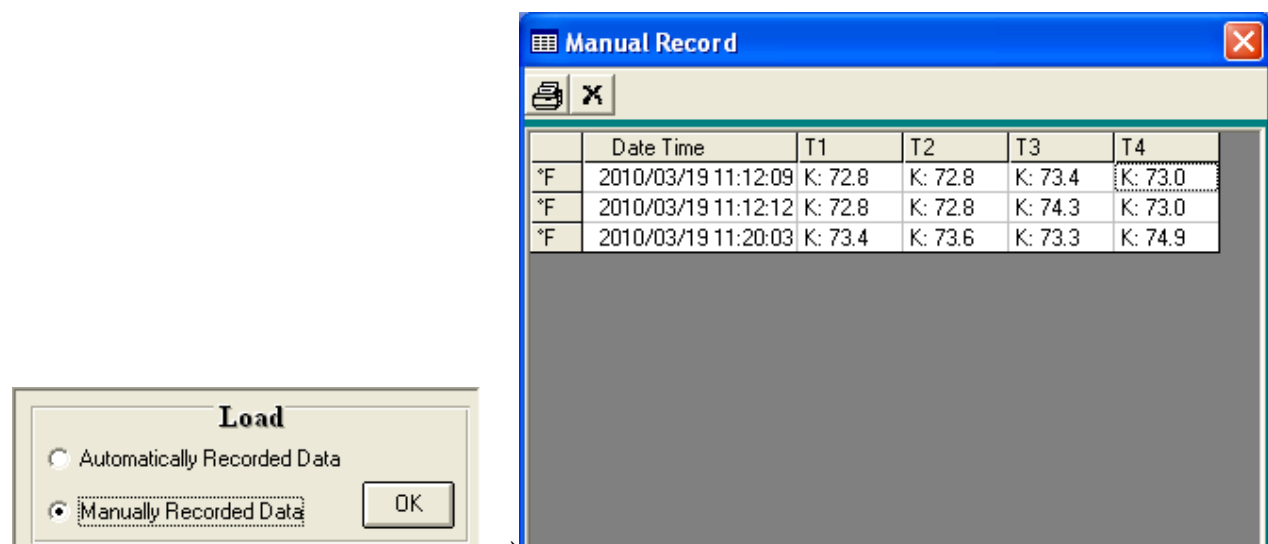 Manual Record
Date Time T1 T2 T3 T4
°F 2010/03/19 11:12:09 K: 72.8 K: 72.8 K: 73.4 K: 73.0
°F 2010/03/19 11:12:12 K: 72.8 K: 72.8 K: 74.3 K: 73.0
°F 2010/03/19 11:20:03 K: 73.4 K: 73.6 K: 73.3 K: 74.9
Load
Automatically Recorded Data
Manually Recorded Data
OK